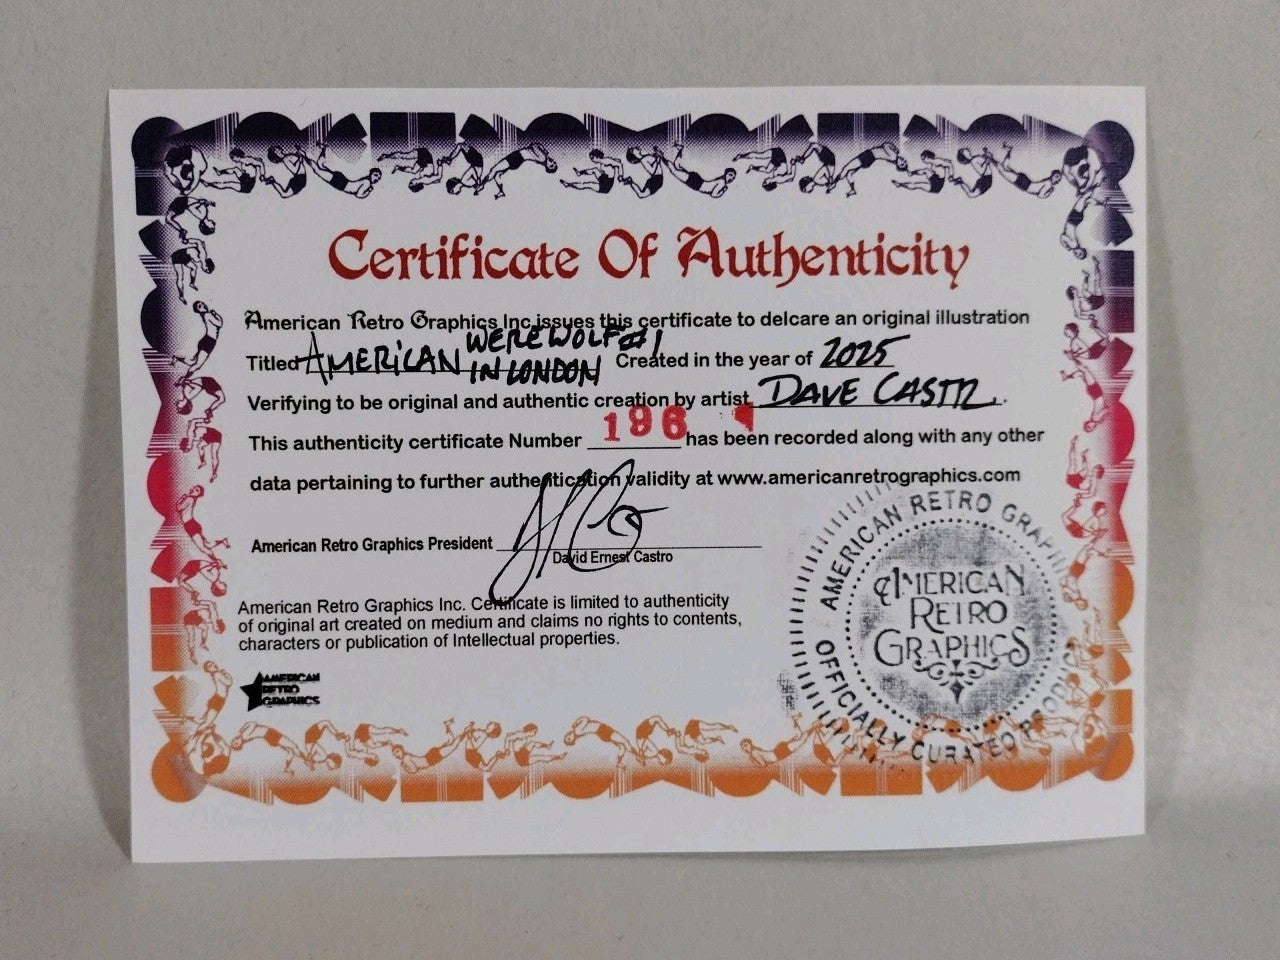 Certificate Of Authenticity
American Retro Graphics Inc issues this certificate to delcare an original illustration
Titled AMERICAN WEREWOLF #1 IN LONDON Created in the year of 2025
Verifying to be original and authentic creation by artist DAVE CASTR.
This authenticity certificate Number 196 has been recorded along with any other
data pertaining to further authentication validity at www.americanretrographics.com
American Retro Graphics President
David Ernest Castro
American Retro Graphics Inc. Certificate is limited to authenticity
of original art created on medium and claims no rights to contents,
characters or publication of Intellectual properties.
AMERICAN
RETRO
GRAPHICS
AMERICAN RETRO GRAPHICS
AMERICAN
RETRO
GRAPHICS
OFFICIALLY CURATED PRODUCT